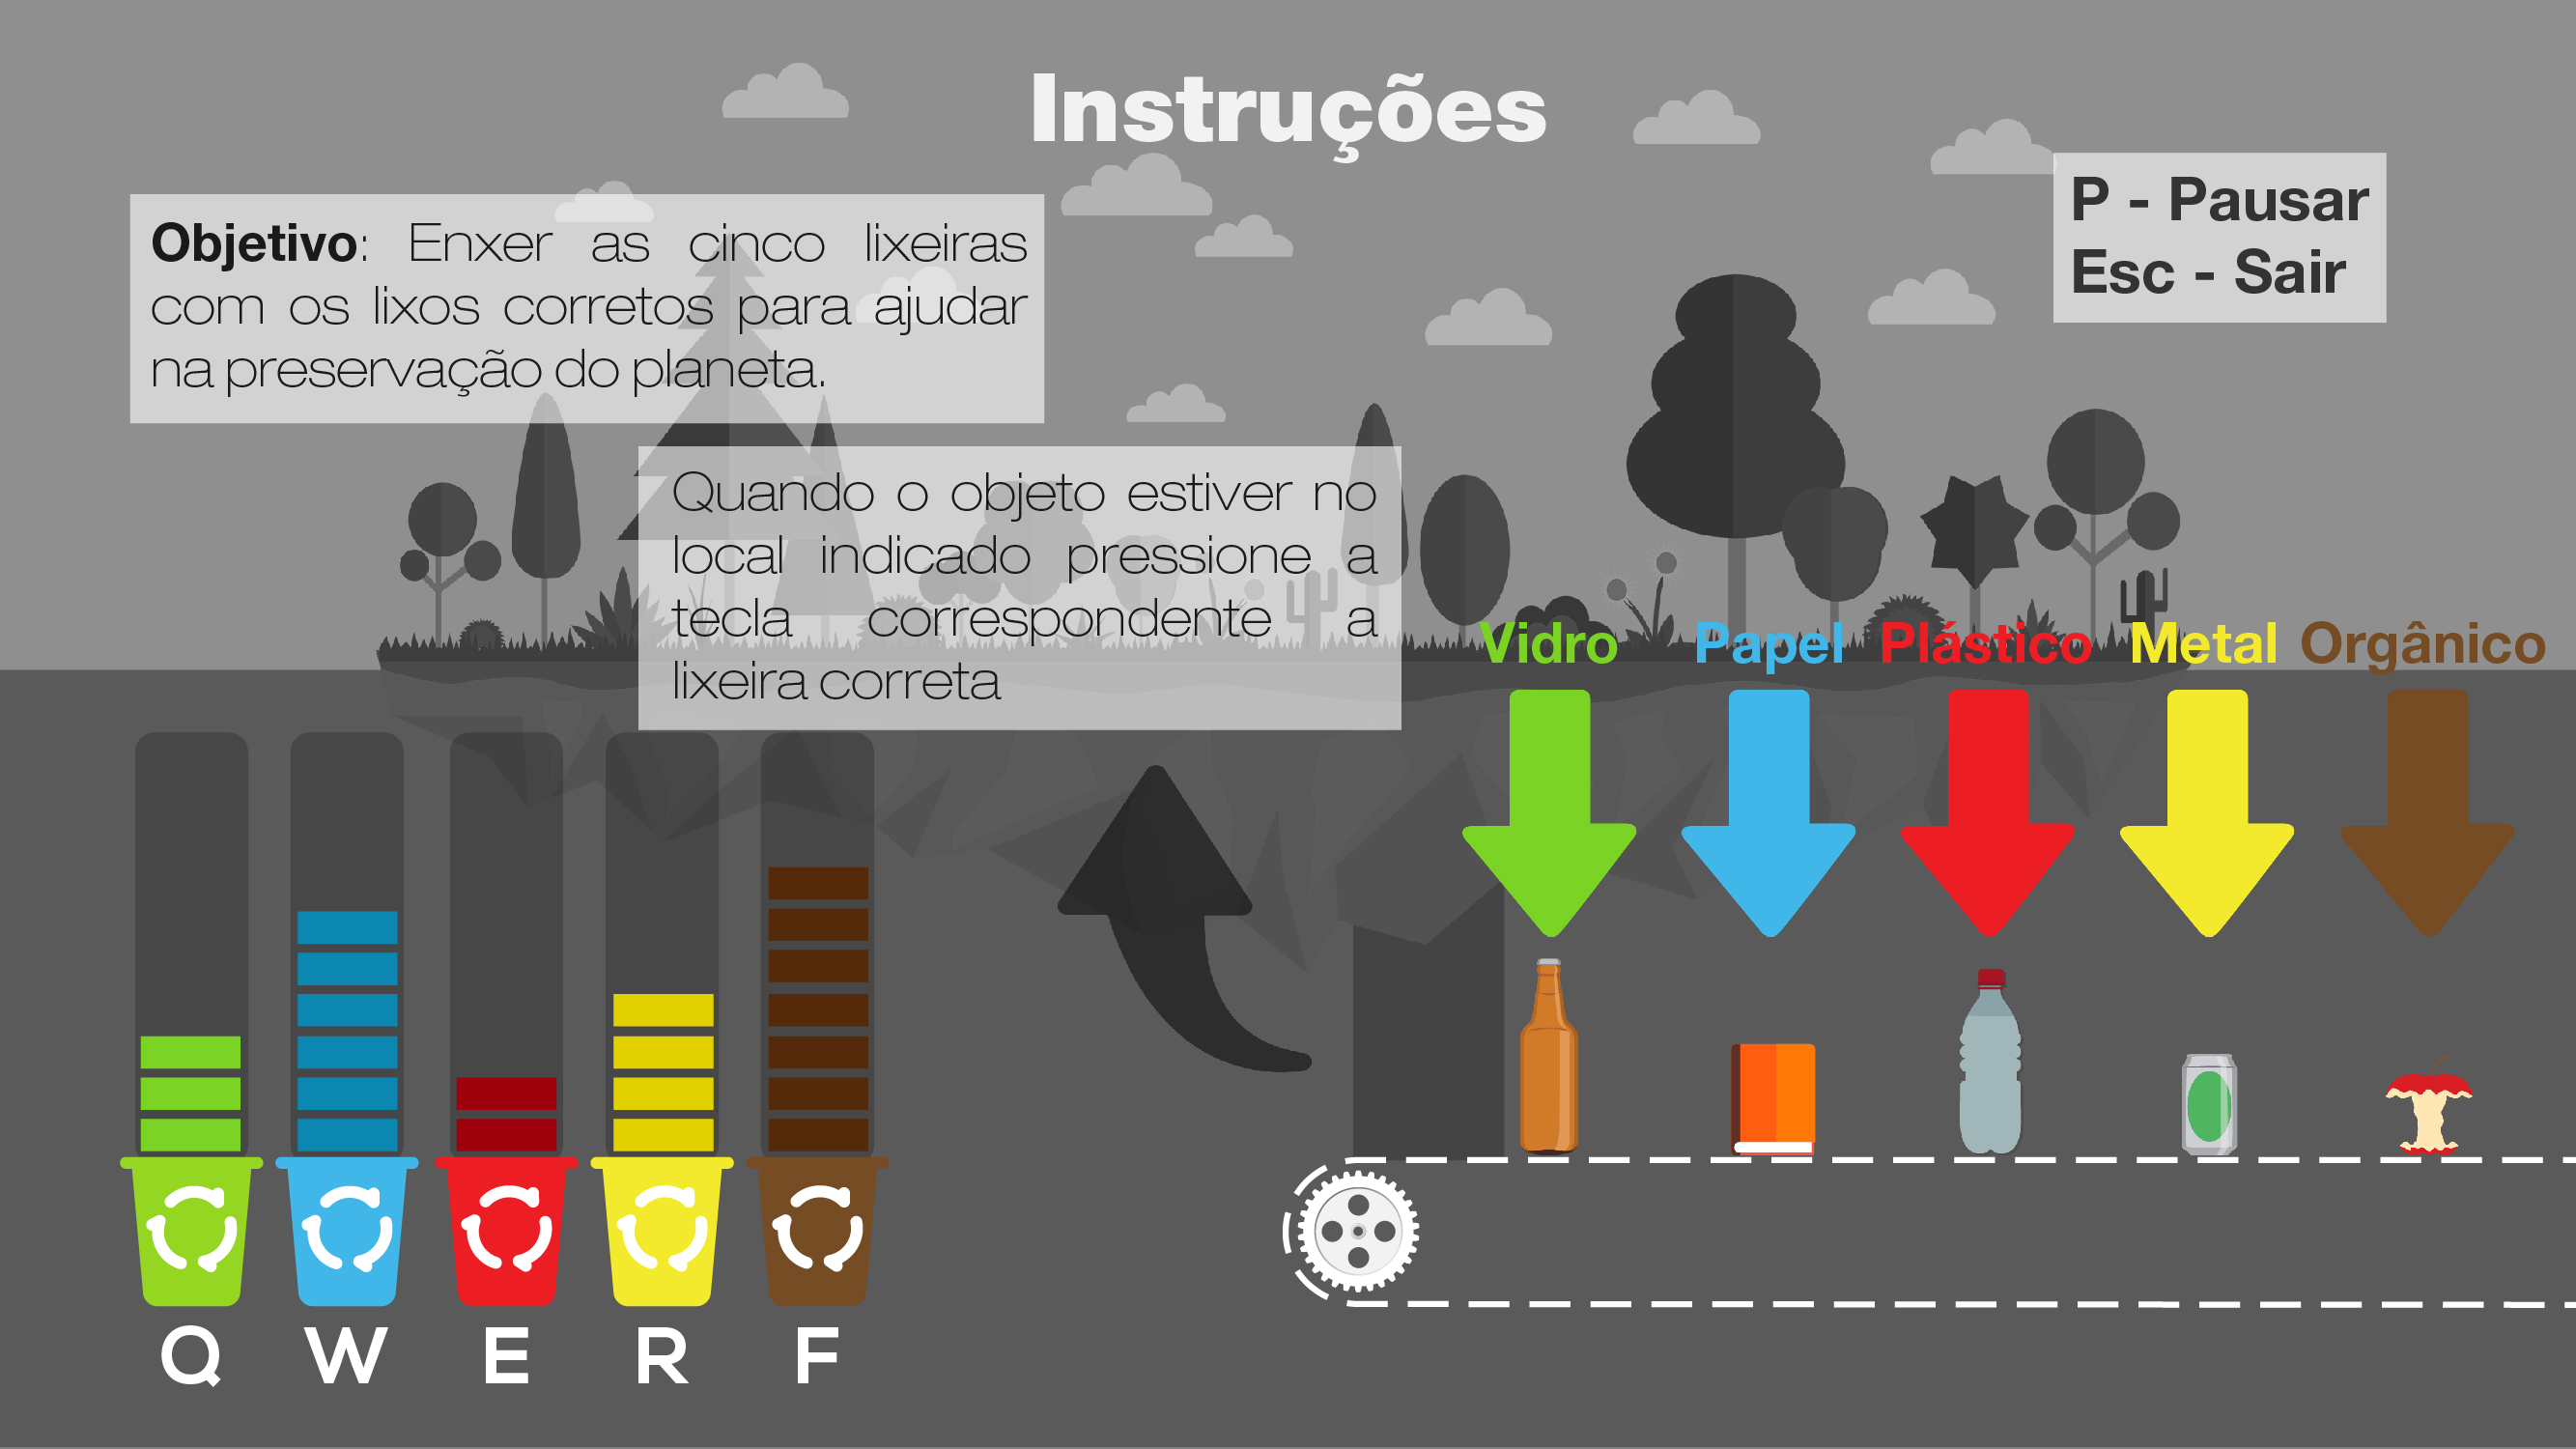 Instruções
P - Pausar
Esc - Sair
Objetivo: Enxer as cinco lixeiras
com os lixos corretos para ajudar
na preservação do planeta.
Quando o objeto estiver no
local indicado pressione a
tecla correspondente a
lixeira correta
Vidro Papel Plástico Metal Orgânico
Q W E R F